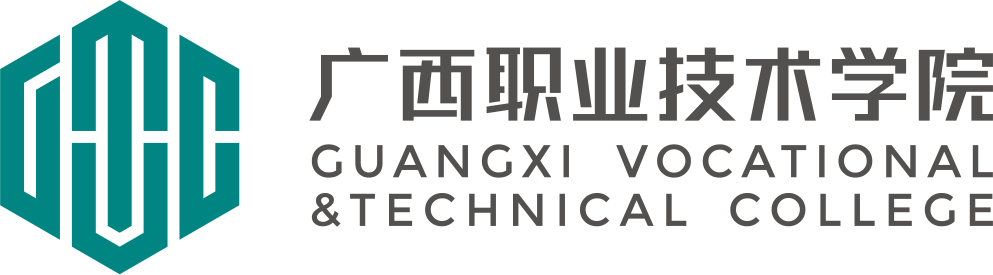 广西职业技术学院
GUANGXI VOCATIONAL
&TECHNICAL COLLEGE